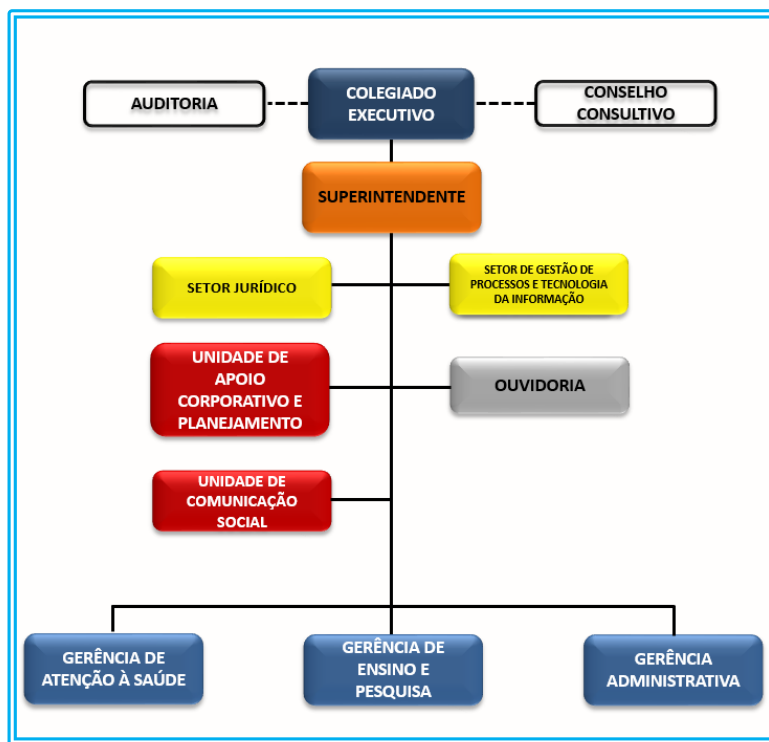 AUDITORIA
COLEGIADO
EXECUTIVO
CONSELHO
CONSULTIVO
SUPERINTENDENTE
SETOR JURÍDICO
SETOR DE GESTÃO DE
PROCESSOS E TECNOLOGIA
DA INFORMAÇÃO
UNIDADE DE
APOIO
CORPORATIVO E
PLANEJAMENTO
OUVIDORIA
UNIDADE DE
COMUNICAÇÃO
SOCIAL
GERÊNCIA DE
ATENÇÃO À SAÚDE
GERÊNCIA DE
ENSINO E
PESQUISA
GERÊNCIA
ADMINISTRATIVA